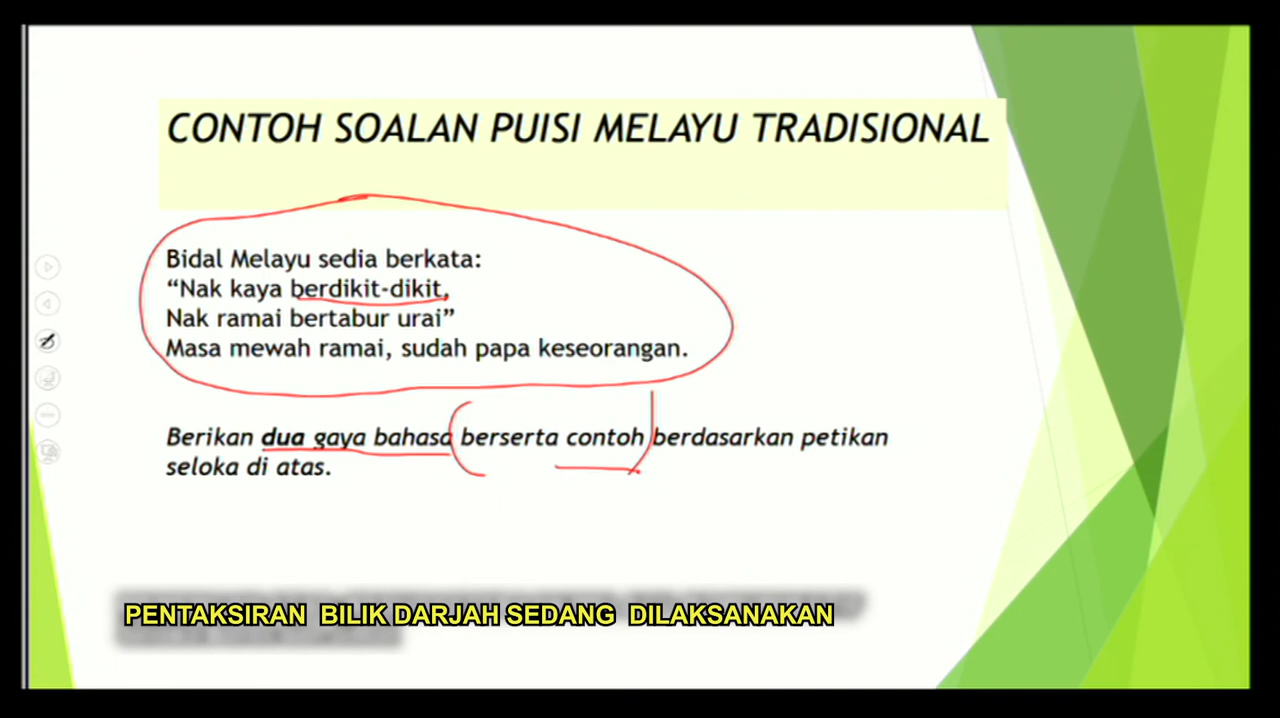 CONTOH SOALAN PUISI MELAYU TRADISIONAL
Bidal Melayu sedia berkata:
“Nak kaya berdikit-dikit,
Nak ramai bertabur urai”
Masa mewah ramai, sudah papa keseorangan.
Berikan dua gaya bahasa berserta contoh berdasarkan petikan
seloka di atas.
PENTAKSIRAN BILIK DARJAH SEDANG DILAKSANAKAN